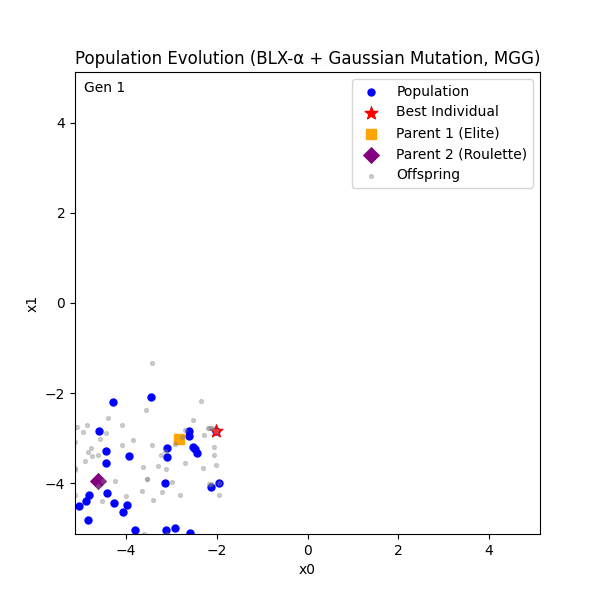 Population Evolution (BLX-α + Gaussian Mutation, MGG)
Gen 1
Population
Best Individual
Parent 1 (Elite)
Parent 2 (Roulette)
Offspring
4
2
0
−2
−4
x1
−4
−2
0
2
4
x0